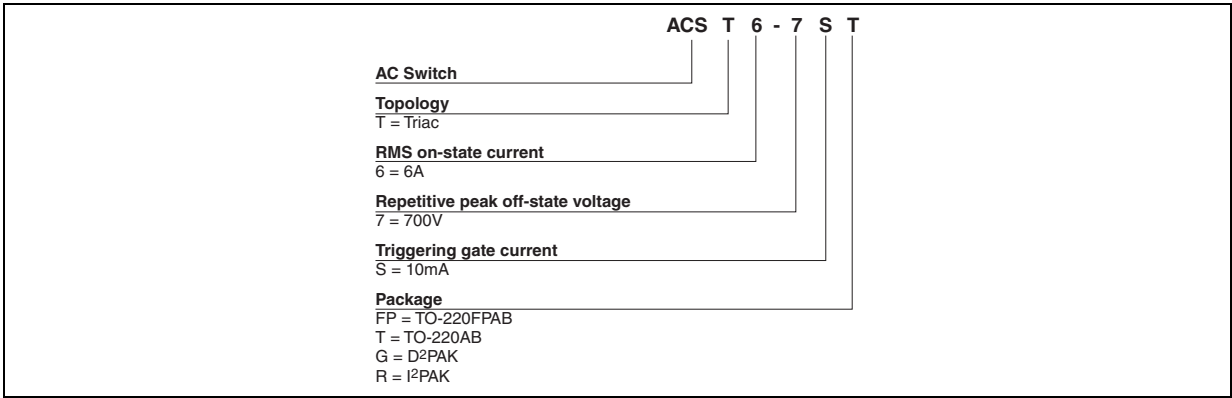 ACS T 6 - 7 S T
AC Switch
Topology
T = Triac
RMS on-state current
6 = 6A
Repetitive peak off-state voltage
7 = 700V
Triggering gate current
S = 10mA
Package
FP = TO-220FPAB
T = TO-220AB
G = D²PAK
R = I²PAK